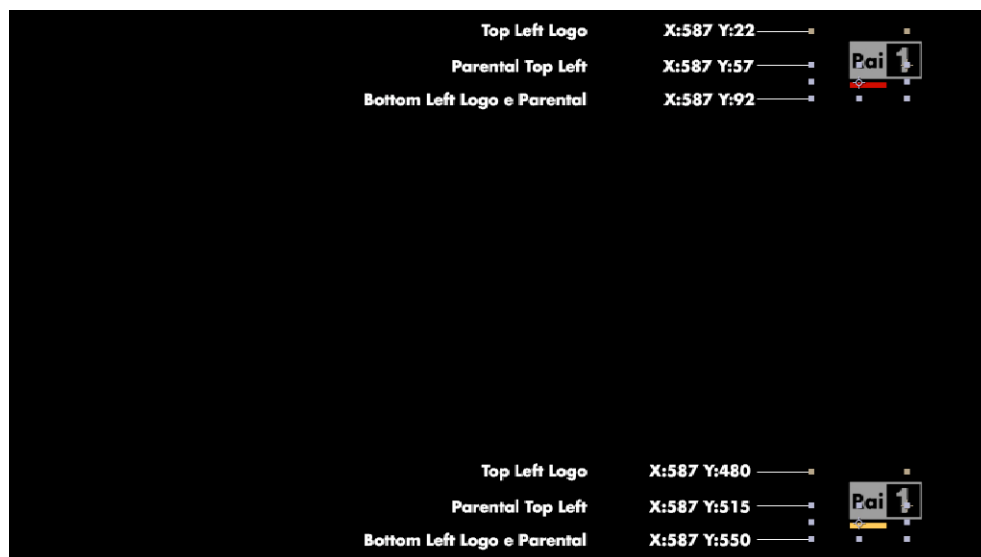 Top Left Logo X:587 Y:22
Rai 1
Parental Top Left X:587 Y:57
Bottom Left Logo e Parental X:587 Y:92
Top Left Logo X:587 Y:480
Rai 1
Parental Top Left X:587 Y:515
Bottom Left Logo e Parental X:587 Y:550